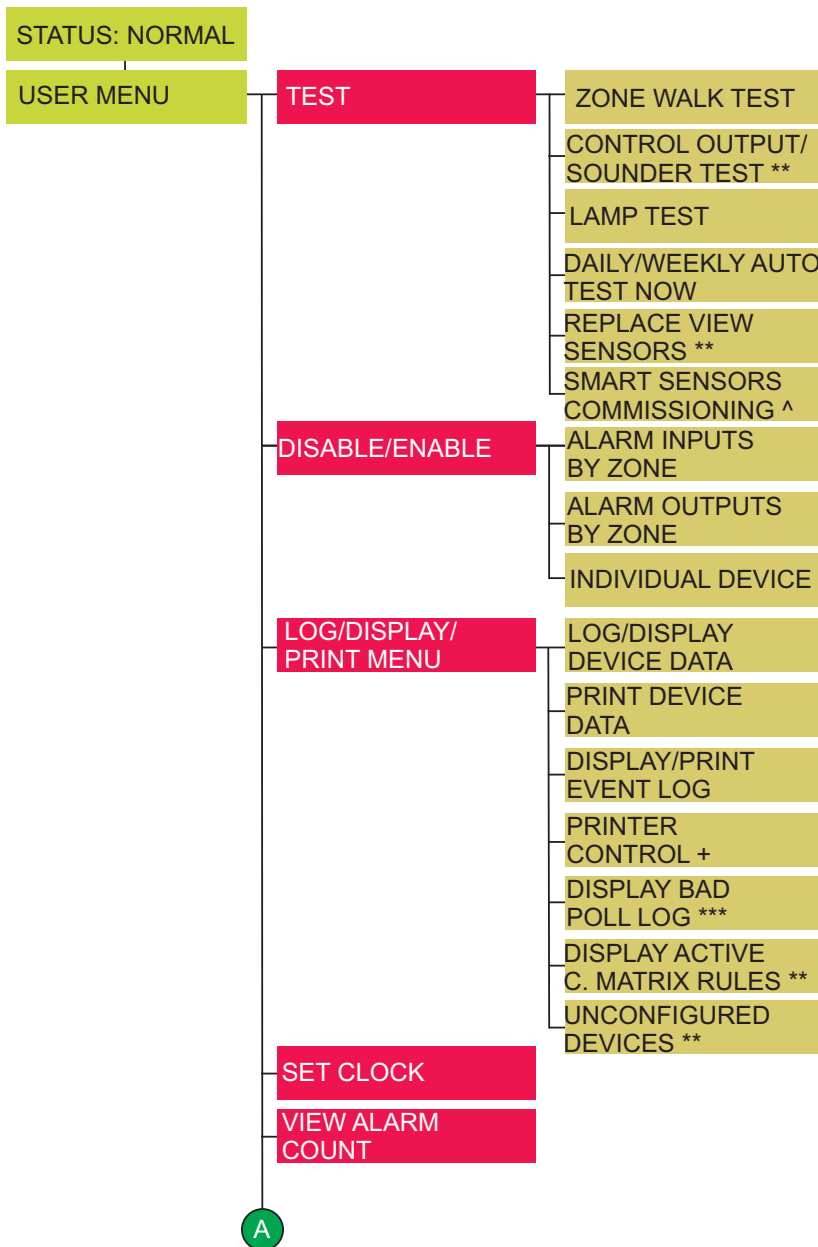 STATUS: NORMAL
USER MENU
TEST
ZONE WALK TEST
CONTROL OUTPUT/
SOUNDER TEST **
LAMP TEST
DAILY/WEEKLY AUTO
TEST NOW
REPLACE VIEW
SENSORS **
SMART SENSORS
COMMISSIONING ^
DISABLE/ENABLE
ALARM INPUTS
BY ZONE
ALARM OUTPUTS
BY ZONE
INDIVIDUAL DEVICE
LOG/DISPLAY/
PRINT MENU
LOG/DISPLAY
DEVICE DATA
PRINT DEVICE
DATA
DISPLAY/PRINT
EVENT LOG
PRINTER
CONTROL +
DISPLAY BAD
POLL LOG ***
DISPLAY ACTIVE
C. MATRIX RULES **
UNCONFIGURED
DEVICES **
SET CLOCK
VIEW ALARM
COUNT
A